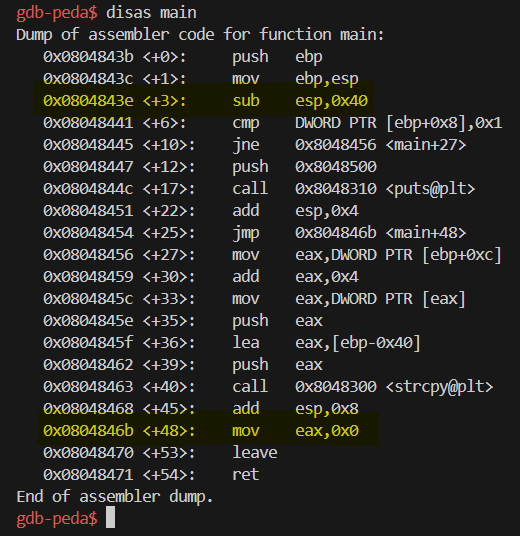 gdb-peda$ disas main
Dump of assembler code for function main:
   0x0804843b <+0>:     push   ebp
   0x0804843c <+1>:     mov    ebp,esp
   0x0804843e <+3>:     sub    esp,0x40
   0x08048441 <+6>:     cmp    DWORD PTR [ebp+0x8],0x1
   0x08048445 <+10>:    jne    0x8048456 <main+27>
   0x08048447 <+12>:    push   0x8048500
   0x0804844c <+17>:    call   0x8048310 <puts@plt>
   0x08048451 <+22>:    add    esp,0x4
   0x08048454 <+25>:    jmp    0x804846b <main+48>
   0x08048456 <+27>:    mov    eax,DWORD PTR [ebp+0xc]
   0x08048459 <+30>:    add    eax,0x4
   0x0804845c <+33>:    mov    eax,DWORD PTR [eax]
   0x0804845e <+35>:    push   eax
   0x0804845f <+36>:    lea    eax,[ebp-0x40]
   0x08048462 <+39>:    push   eax
   0x08048463 <+40>:    call   0x8048300 <strcpy@plt>
   0x08048468 <+45>:    add    esp,0x8
   0x0804846b <+48>:    mov    eax,0x0
   0x08048470 <+53>:    leave
   0x08048471 <+54>:    ret
End of assembler dump.
gdb-peda$